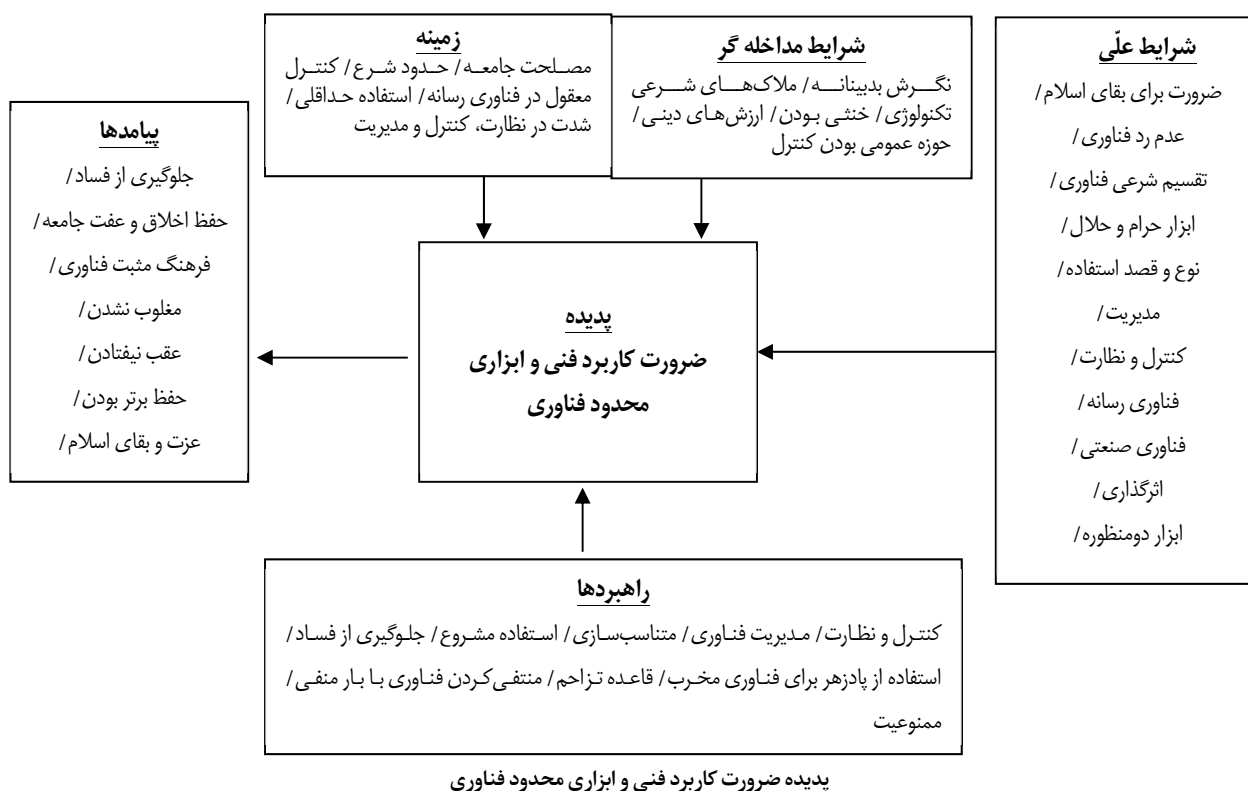 شرایط علّی
ضرورت برای بقای اسلام/
عدم رد فناوری/
تقسیم شرعی فناوری/
ابزار حرام و حلال/
نوع و قصد استفاده/
مدیریت/
کنترل و نظارت/
فناوری رسانه/
فناوری صنعتی/
اثرگذاری/
ابزار دومنظوره/
شرایط مداخله گر
نگرش بدبینانه/ ملاک‌های شرعی
تکنولوژی/ خنثی بودن/ ارزش‌های دینی/
حوزه عمومی بودن کنترل
زمینه
مصلحت جامعه/ حدود شرع/ کنترل
معقول در فناوری رسانه/ استفاده حداقلی/
شدت در نظارت، کنترل و مدیریت
پدیده
ضرورت کاربرد فنی و ابزاری
محدود فناوری
پیامدها
جلوگیری از فساد/
حفظ اخلاق و عفت جامعه/
فرهنگ مثبت فناوری/
مغلوب نشدن/
عقب نیفتادن/
حفظ برتر بودن/
عزت و بقای اسلام/
راهبردها
کنترل و نظارت/ مدیریت فناوری/ متناسب‌سازی/ استفاده مشروع/ جلوگیری از فساد/
استفاده از پادزهر برای فناوری مخرب/ قاعده تزاحم/ منتفی‌کردن فناوری با بار منفی/
ممنوعیت
پدیده ضرورت کاربرد فنی و ابزاری محدود فناوری